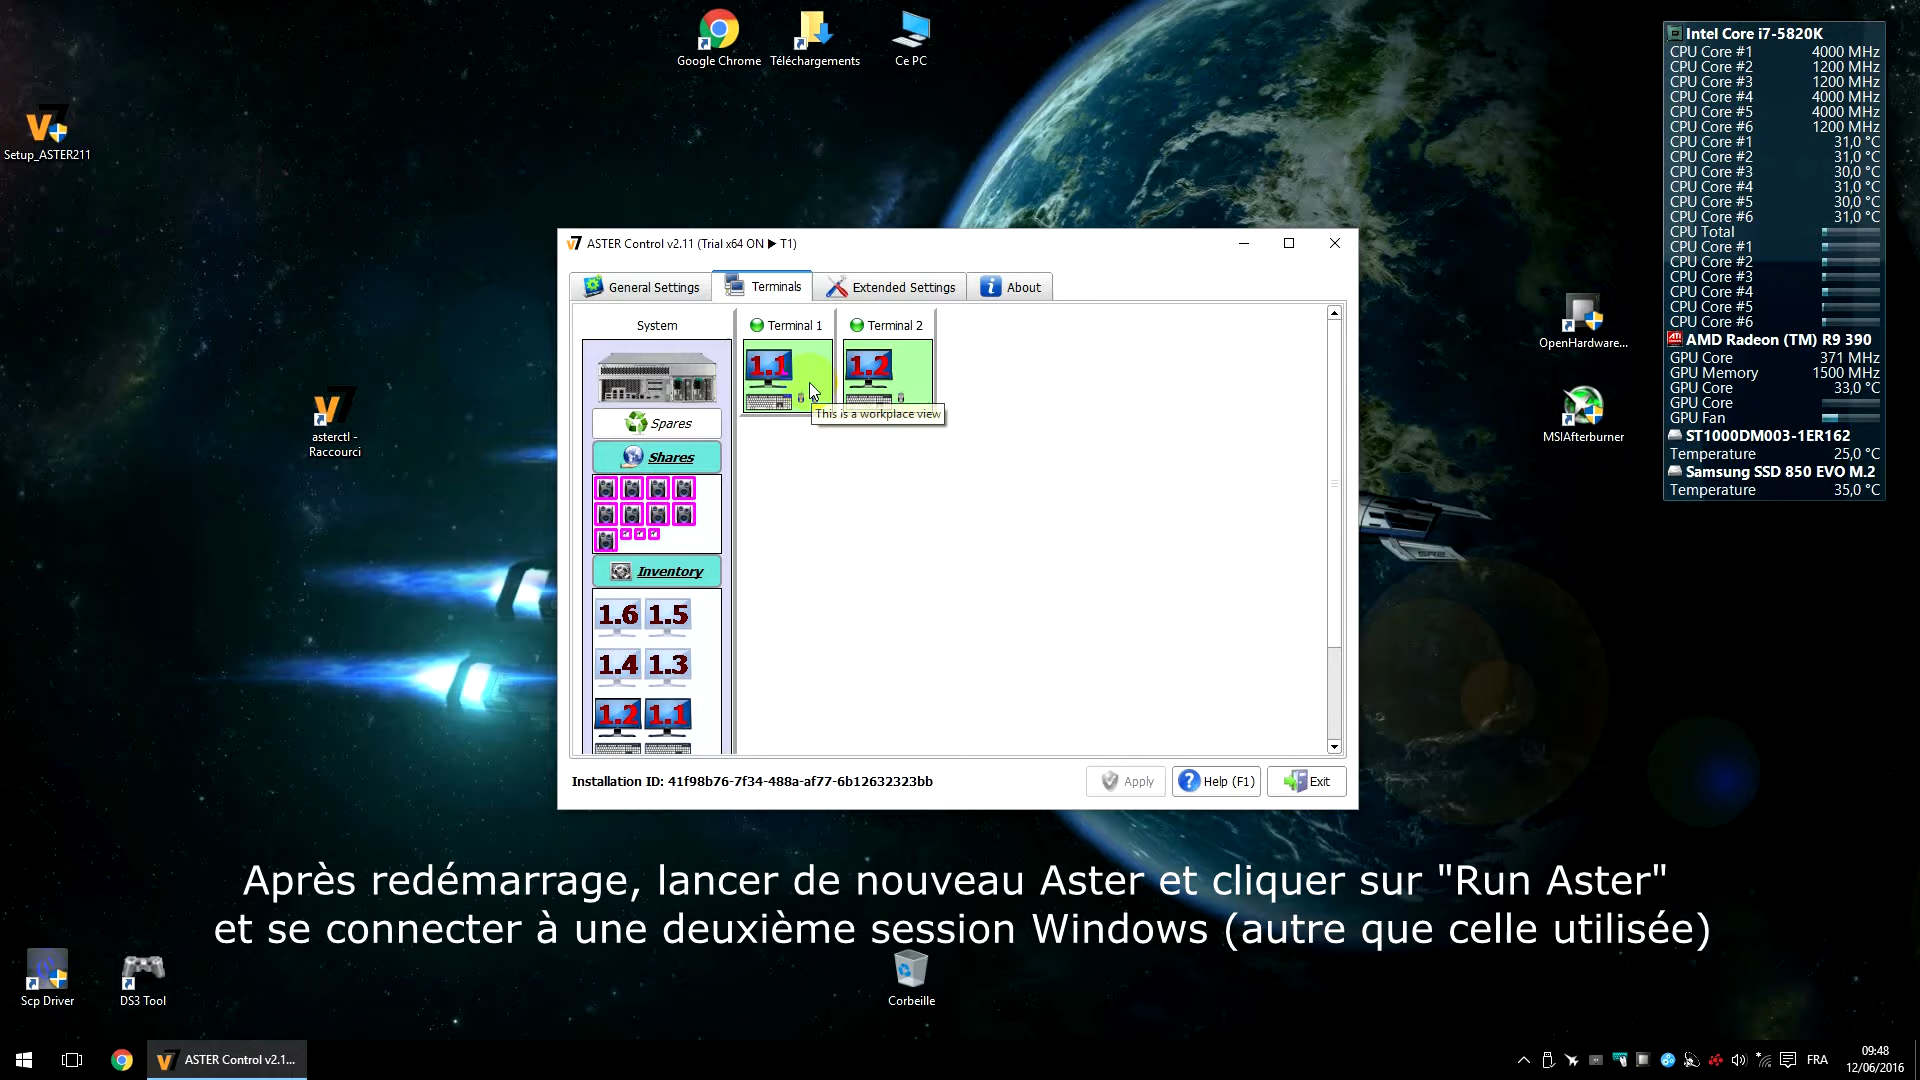 Google Chrome
Téléchargements
Ce PC
Setup_ASTER211
asterctl -
Raccourci
OpenHardware...
MSIAfterburner
Intel Core i7-5820K
CPU Core #1 4000 MHz
CPU Core #2 1200 MHz
CPU Core #3 1200 MHz
CPU Core #4 4000 MHz
CPU Core #5 4000 MHz
CPU Core #6 1200 MHz
CPU Core #1 31,0 °C
CPU Core #2 31,0 °C
CPU Core #3 30,0 °C
CPU Core #4 31,0 °C
CPU Core #5 30,0 °C
CPU Core #6 31,0 °C
CPU Total
CPU Core #1
CPU Core #2
CPU Core #3
CPU Core #4
CPU Core #5
CPU Core #6
AMD Radeon (TM) R9 390
GPU Core 371 MHz
GPU Memory 1500 MHz
GPU Core 33,0 °C
GPU Core
GPU Fan
ST1000DM003-1ER162
Temperature 25,0 °C
Samsung SSD 850 EVO M.2
Temperature 35,0 °C
ASTER Control v2.11 (Trial x64 ON ▶ T1)
General Settings
Terminals
Extended Settings
About
System
Terminal 1
Terminal 2
1.1
1.2
This is a workplace view
Spares
Shares
Inventory
1.6 1.5
1.4 1.3
1.2 1.1
Installation ID: 41f98b76-7f34-488a-af77-6b12632323bb
Apply
Help (F1)
Exit
Après redémarrage, lancer de nouveau Aster et cliquer sur "Run Aster"
et se connecter à une deuxième session Windows (autre que celle utilisée)
Scp Driver
DS3 Tool
Corbeille
ASTER Control v2.1...
FRA
09:48
12/06/2016